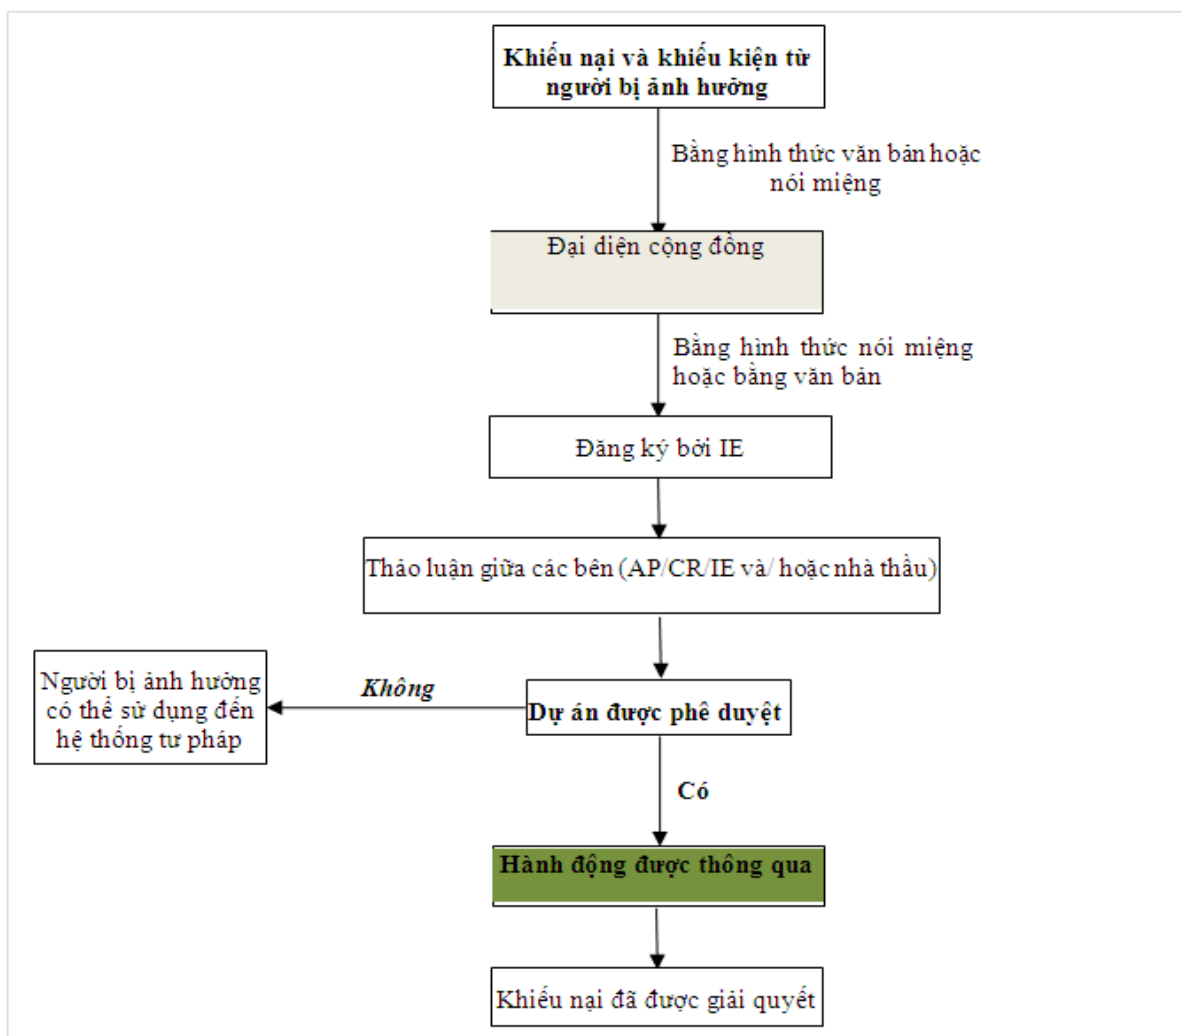 Khiếu nại và khiếu kiện từ
người bị ảnh hưởng
Bằng hình thức văn bản hoặc
nói miệng
Đại diện cộng đồng
Bằng hình thức nói miệng
hoặc bằng văn bản
Đăng ký bởi IE
Thảo luận giữa các bên (AP/CR/IE và/ hoặc nhà thầu)
Người bị ảnh hưởng
có thể sử dụng đến
hệ thống tư pháp
Không
Dự án được phê duyệt
Có
Hành động được thông qua
Khiếu nại đã được giải quyết